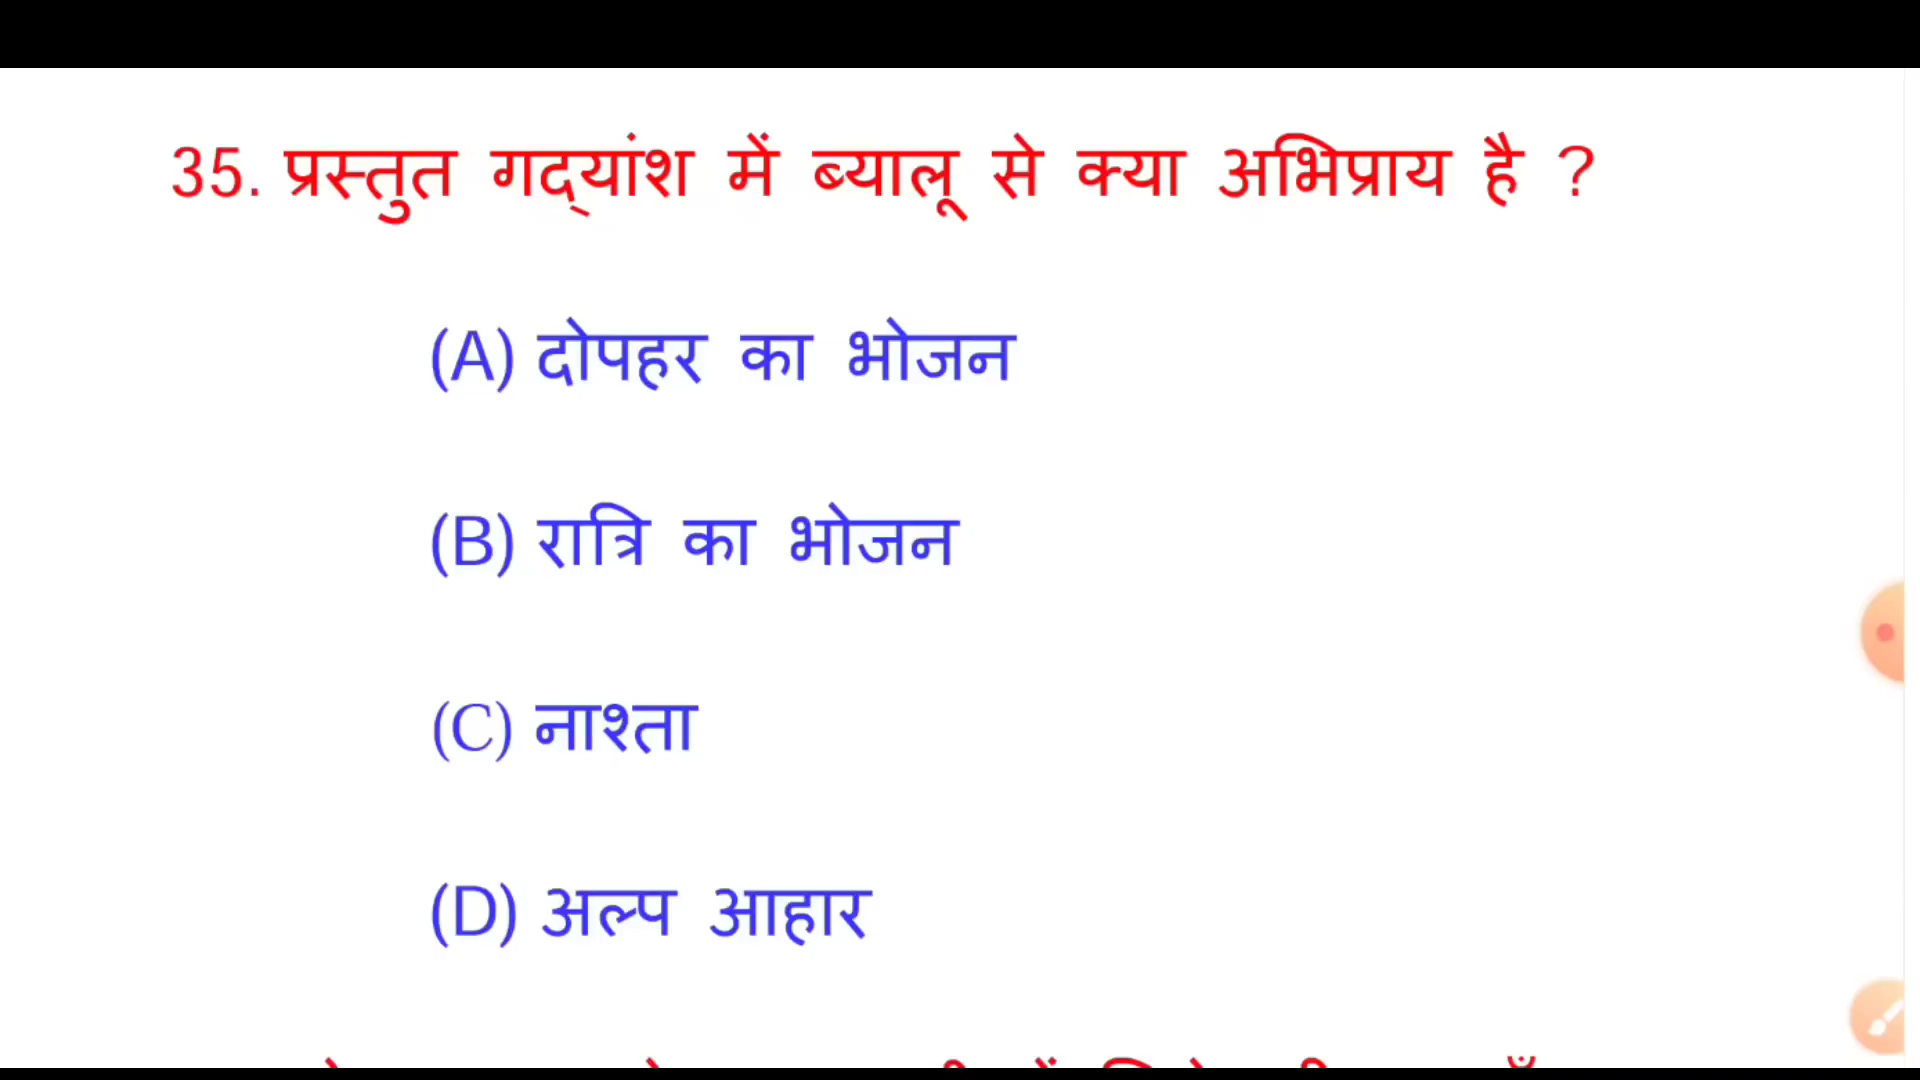 35. प्रस्तुत गद्‌यांश में ब्यालू से क्या अभिप्राय है ?
(A) दोपहर का भोजन
(B) रात्रि का भोजन
(C) नाश्ता
(D) अल्प आहार